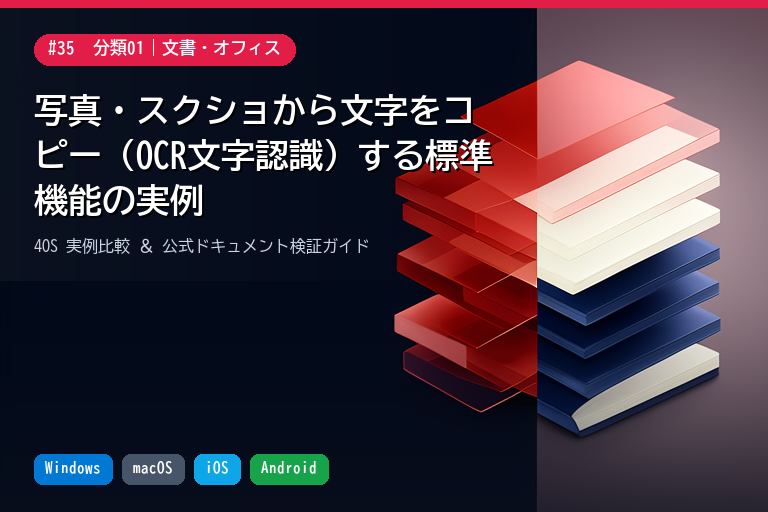 #35 分類01｜文書・オフィス
写真・スクショから文字をコ
ピー（OCR文字認識）する標準
機能の実例
4OS 実例比較 ＆ 公式ドキュメント検証ガイド
Windows macOS iOS Android